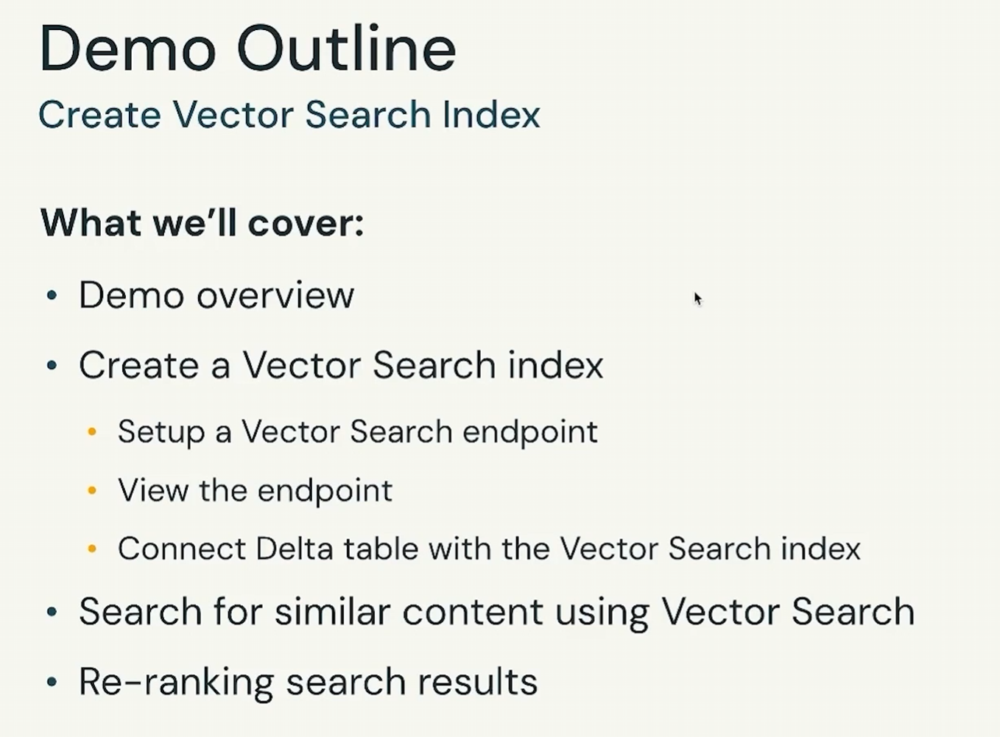 Demo Outline
Create Vector Search Index
What we’ll cover:
• Demo overview
• Create a Vector Search index
• Setup a Vector Search endpoint
• View the endpoint
• Connect Delta table with the Vector Search index
• Search for similar content using Vector Search
• Re-ranking search results